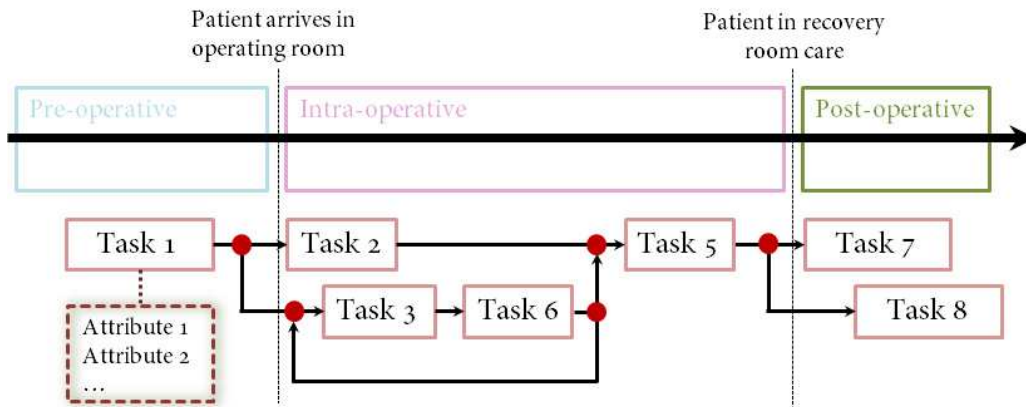 Patient arrives in
operating room
Patient in recovery
room care
Pre-operative
Intra-operative
Post-operative
Task 1
Task 2
Task 5
Task 7
Task 3
Task 6
Task 8
Attribute 1
Attribute 2
...